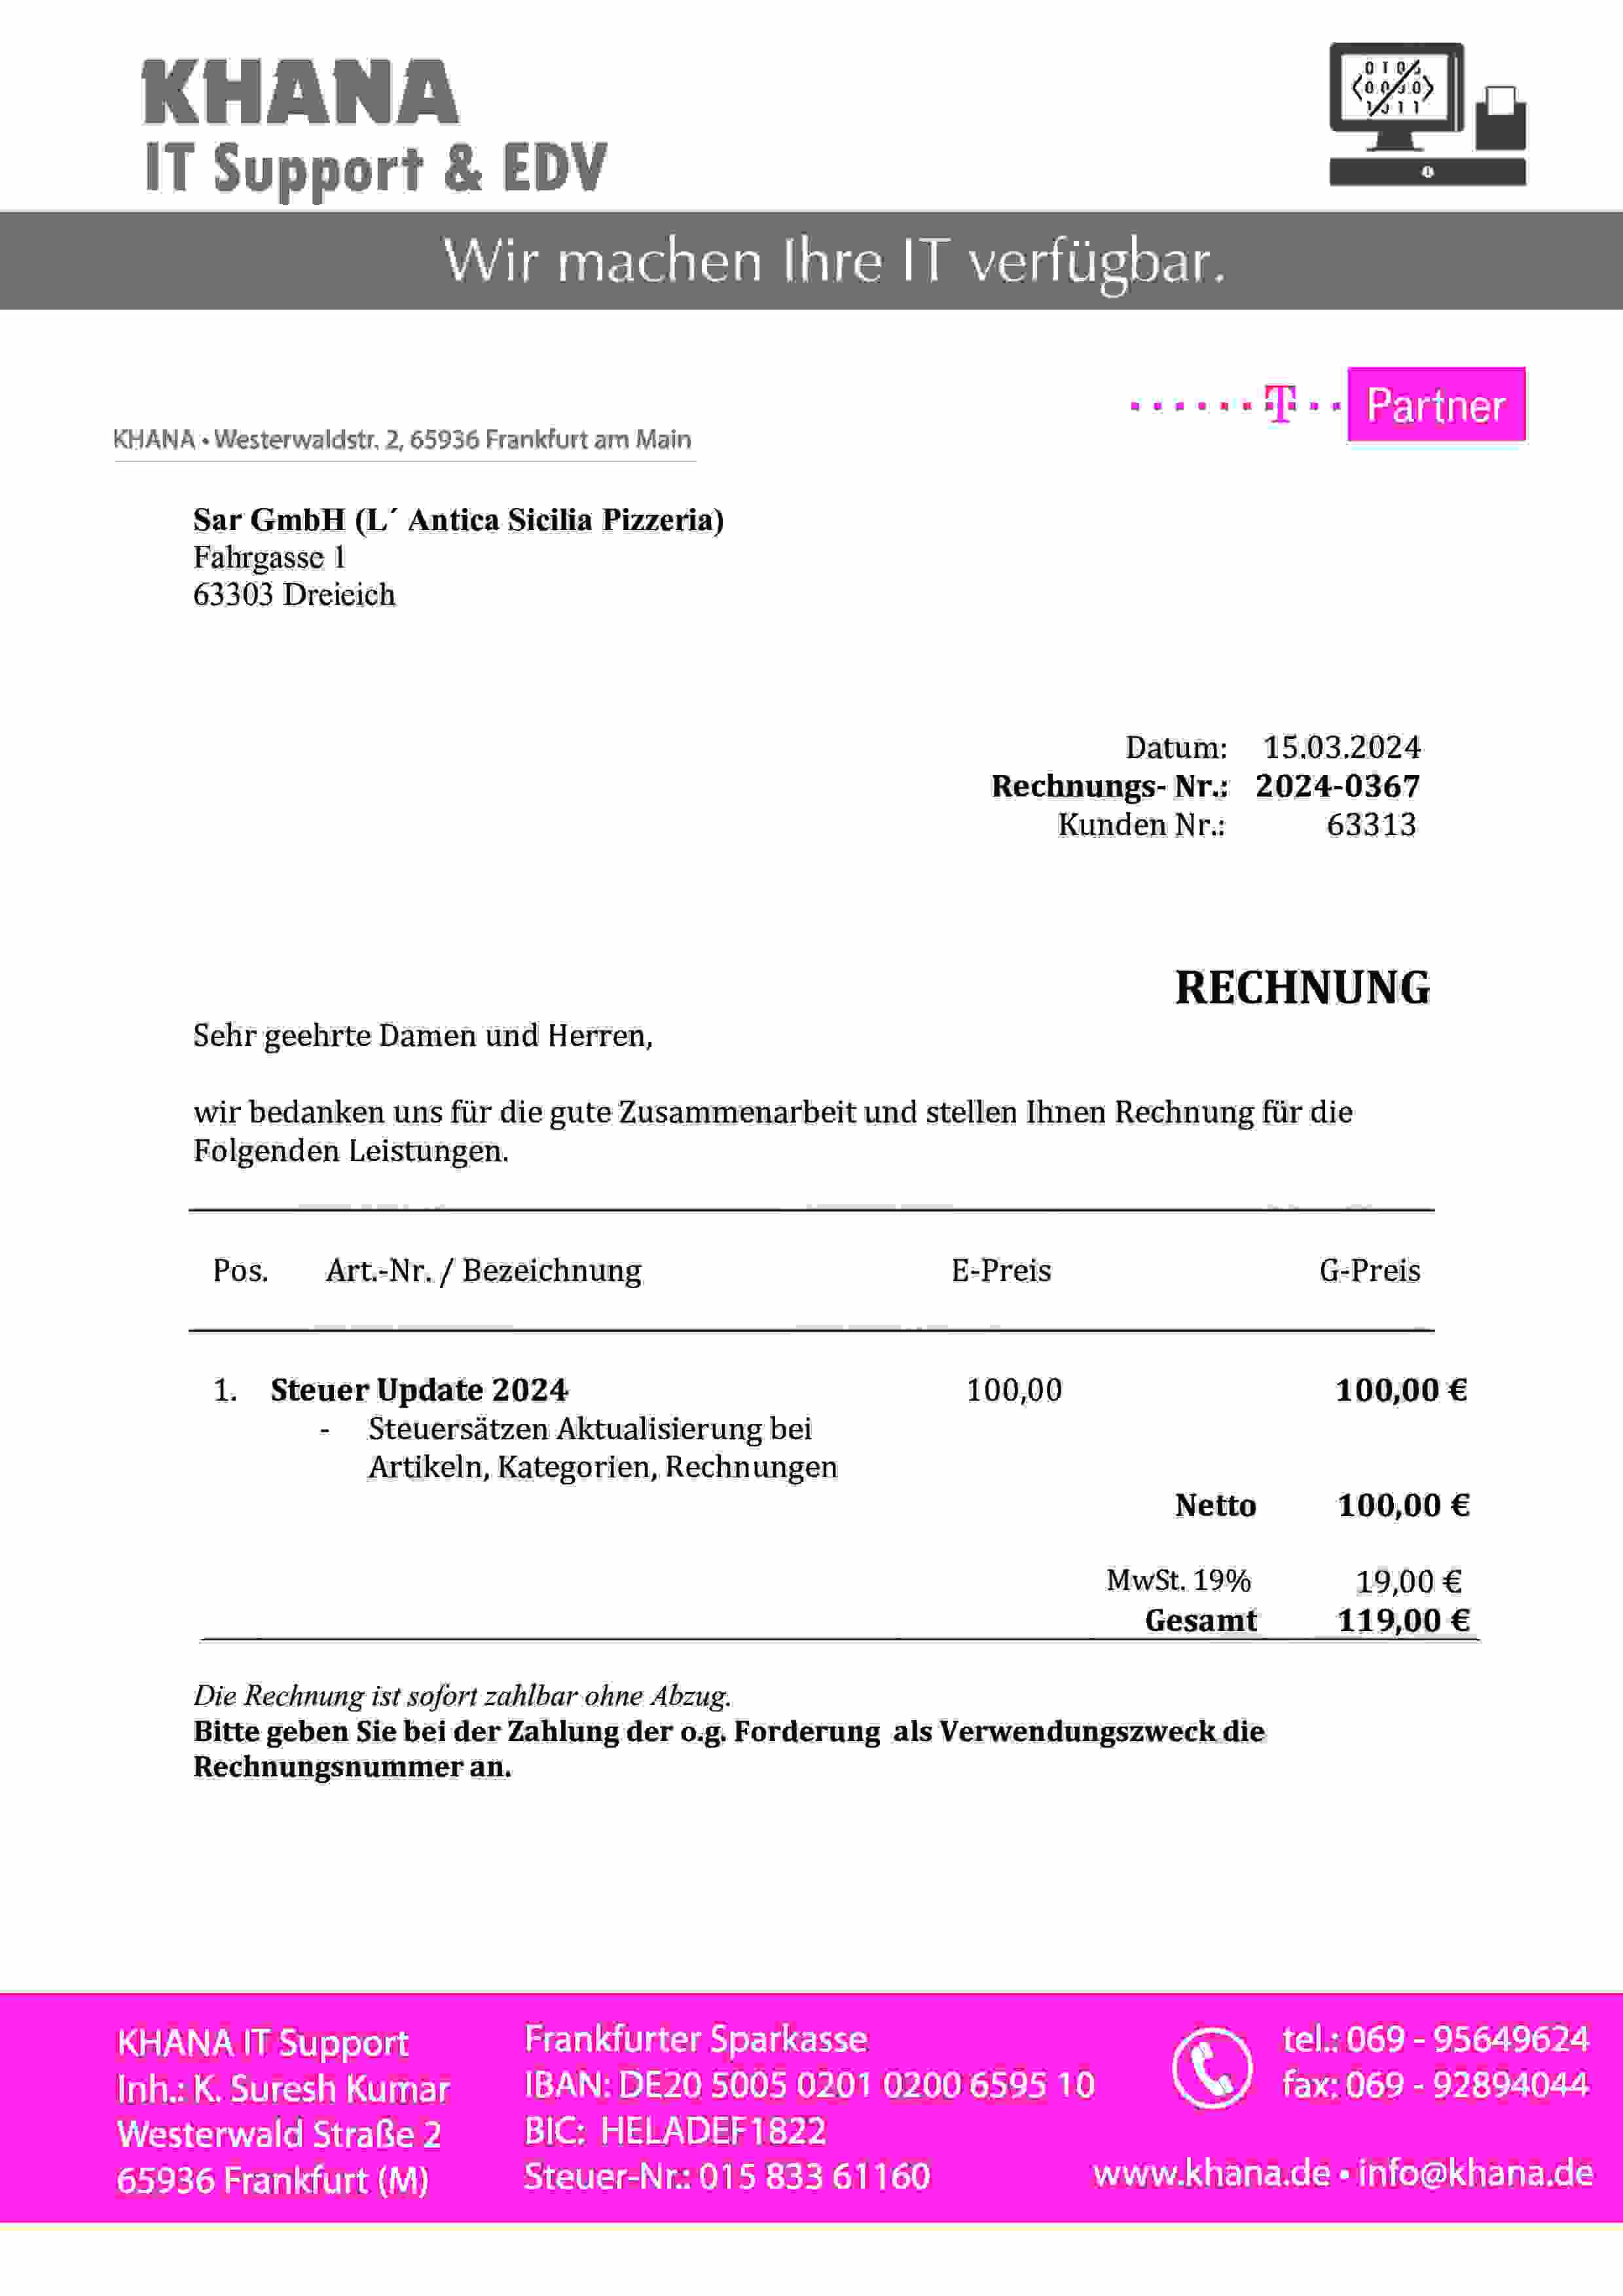 KHANA
IT Support & EDV
Wir machen Ihre IT verfügbar.
T Partner
KHANA • Westerwaldstr. 2, 65936 Frankfurt am Main
Sar GmbH (L´ Antica Sicilia Pizzeria)
Fahrgasse 1
63303 Dreieich
Datum: 15.03.2024
Rechnungs- Nr.: 2024-0367
Kunden Nr.: 63313
RECHNUNG
Sehr geehrte Damen und Herren,
wir bedanken uns für die gute Zusammenarbeit und stellen Ihnen Rechnung für die
Folgenden Leistungen.
Pos. Art.-Nr. / Bezeichnung E-Preis G-Preis
1. Steuer Update 2024 100,00 100,00 €
- Steuersätzen Aktualisierung bei
Artikeln, Kategorien, Rechnungen
Netto 100,00 €
MwSt. 19% 19,00 €
Gesamt 119,00 €
Die Rechnung ist sofort zahlbar ohne Abzug.
Bitte geben Sie bei der Zahlung der o.g. Forderung als Verwendungszweck die
Rechnungsnummer an.
KHANA IT Support
Inh.: K. Suresh Kumar
Westerwald Straße 2
65936 Frankfurt (M)
Frankfurter Sparkasse
IBAN: DE20 5005 0201 0200 6595 10
BIC: HELADEF1822
Steuer-Nr.: 015 833 61160
tel.: 069 - 95649624
fax: 069 - 92894044
www.khana.de • info@khana.de